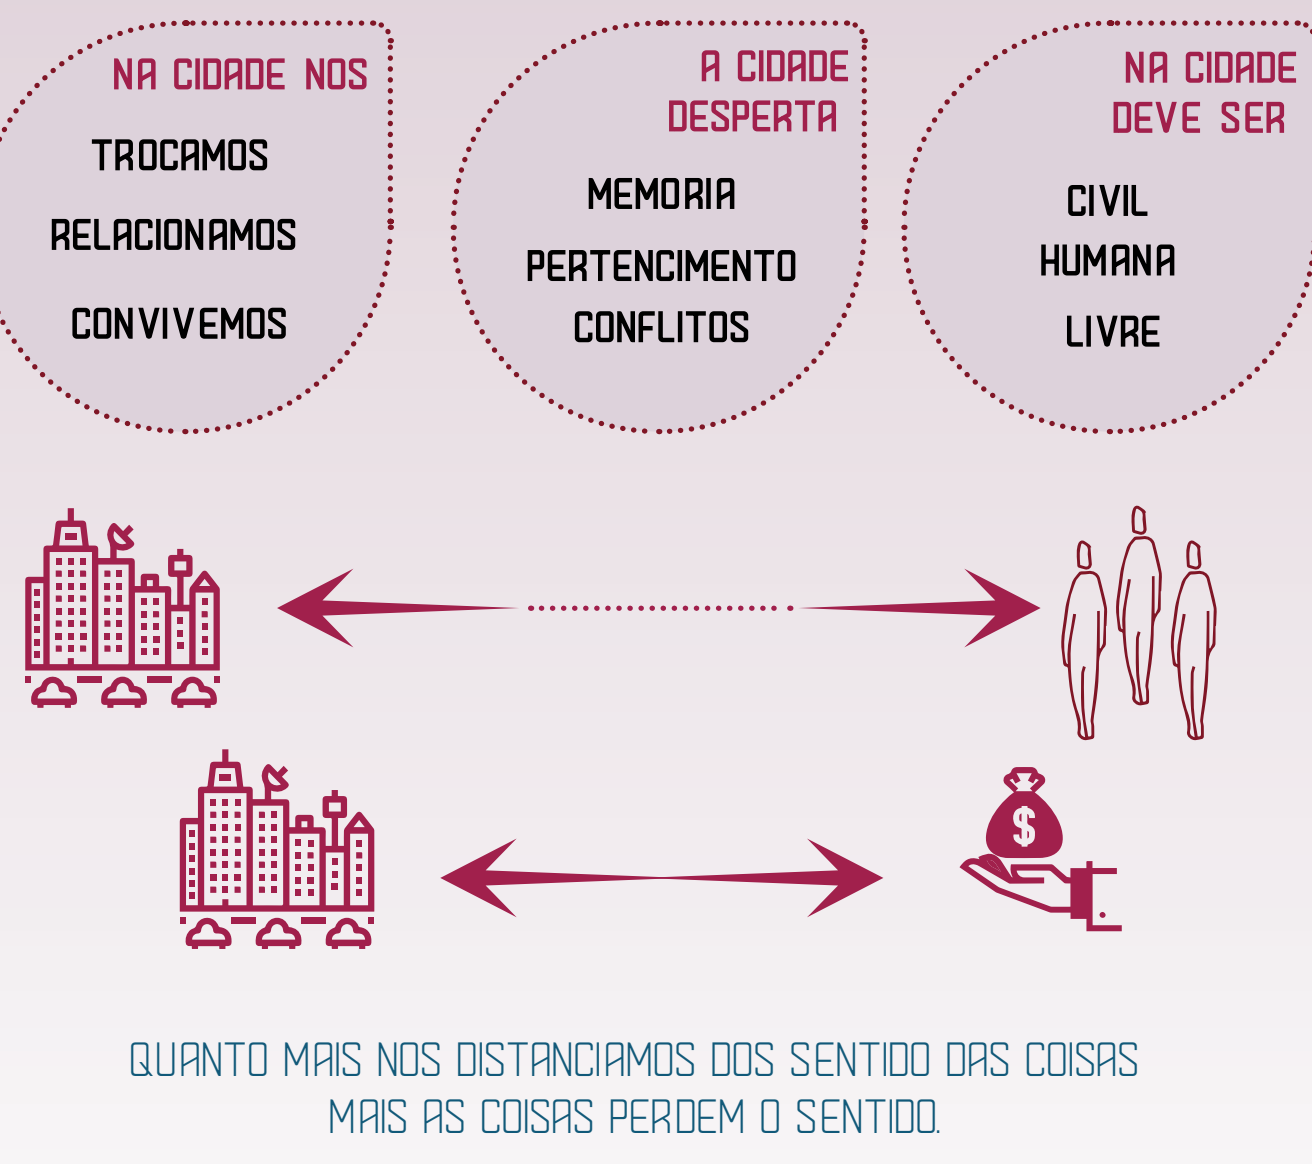 NA CIDADE NOS
TROCAMOS
RELACIONAMOS
CONVIVEMOS
A CIDADE
DESPERTA
MEMORIA
PERTENCIMENTO
CONFLITOS
NA CIDADE
DEVE SER
CIVIL
HUMANA
LIVRE
$
QUANTO MAIS NOS DISTANCIAMOS DOS SENTIDO DAS COISAS
MAIS AS COISAS PERDEM O SENTIDO.